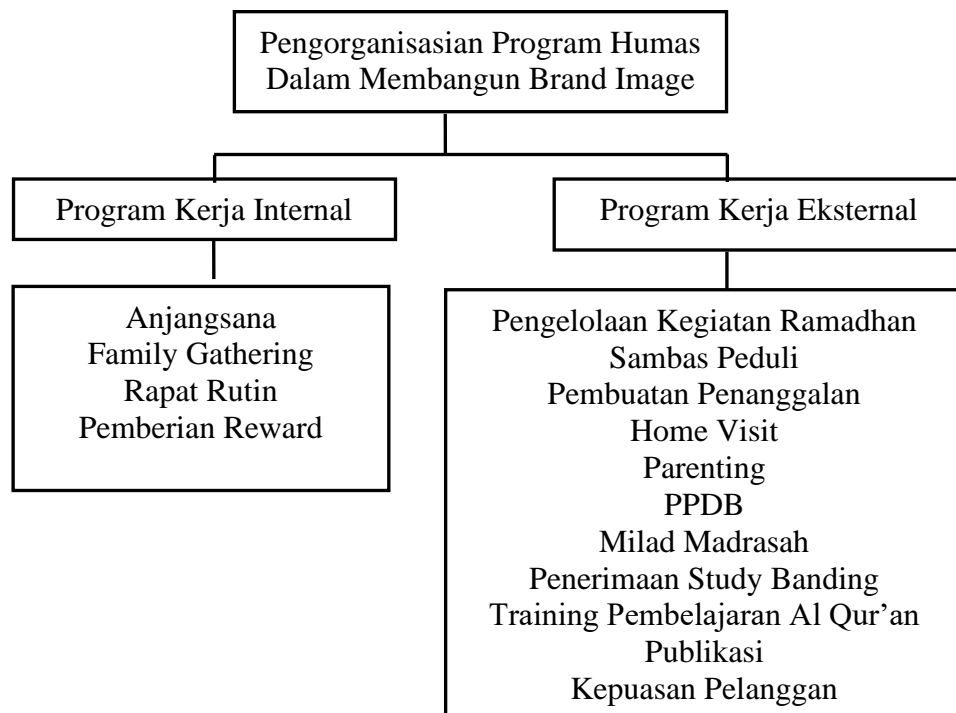 Pengorganisasian Program Humas
Dalam Membangun Brand Image
Program Kerja Internal
Program Kerja Eksternal
Anjangsana
Family Gathering
Rapat Rutin
Pemberian Reward
Pengelolaan Kegiatan Ramadhan
Sambas Peduli
Pembuatan Penanggalan
Home Visit
Parenting
PPDB
Milad Madrasah
Penerimaan Study Banding
Training Pembelajaran Al Qur’an
Publikasi
Kepuasan Pelanggan